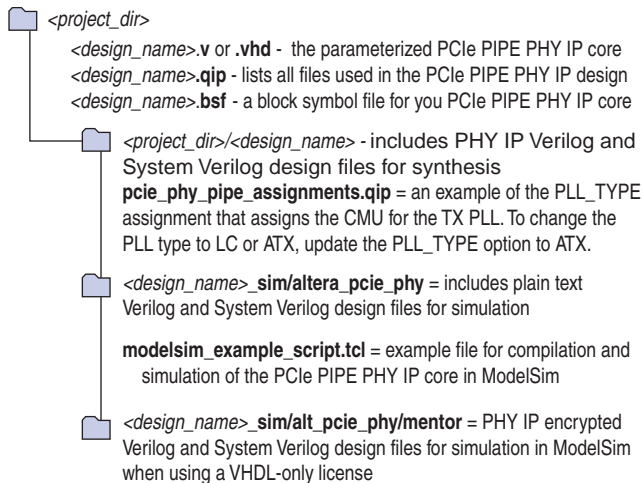 <project_dir>
<design_name>.v or .vhd - the parameterized PCIe PIPE PHY IP core
<design_name>.qip - lists all files used in the PCIe PIPE PHY IP design
<design_name>.bsf - a block symbol file for you PCIe PIPE PHY IP core
<project_dir>/<design_name> - includes PHY IP Verilog and
System Verilog design files for synthesis
pcie_phy_pipe_assignments.qip = an example of the PLL_TYPE
assignment that assigns the CMU for the TX PLL. To change the
PLL type to LC or ATX, update the PLL_TYPE option to ATX.
<design_name>_sim/altera_pcie_phy = includes plain text
Verilog and System Verilog design files for simulation
modelsim_example_script.tcl = example file for compilation and
simulation of the PCIe PIPE PHY IP core in ModelSim
<design_name>_sim/alt_pcie_phy/mentor = PHY IP encrypted
Verilog and System Verilog design files for simulation in ModelSim
when using a VHDL-only license